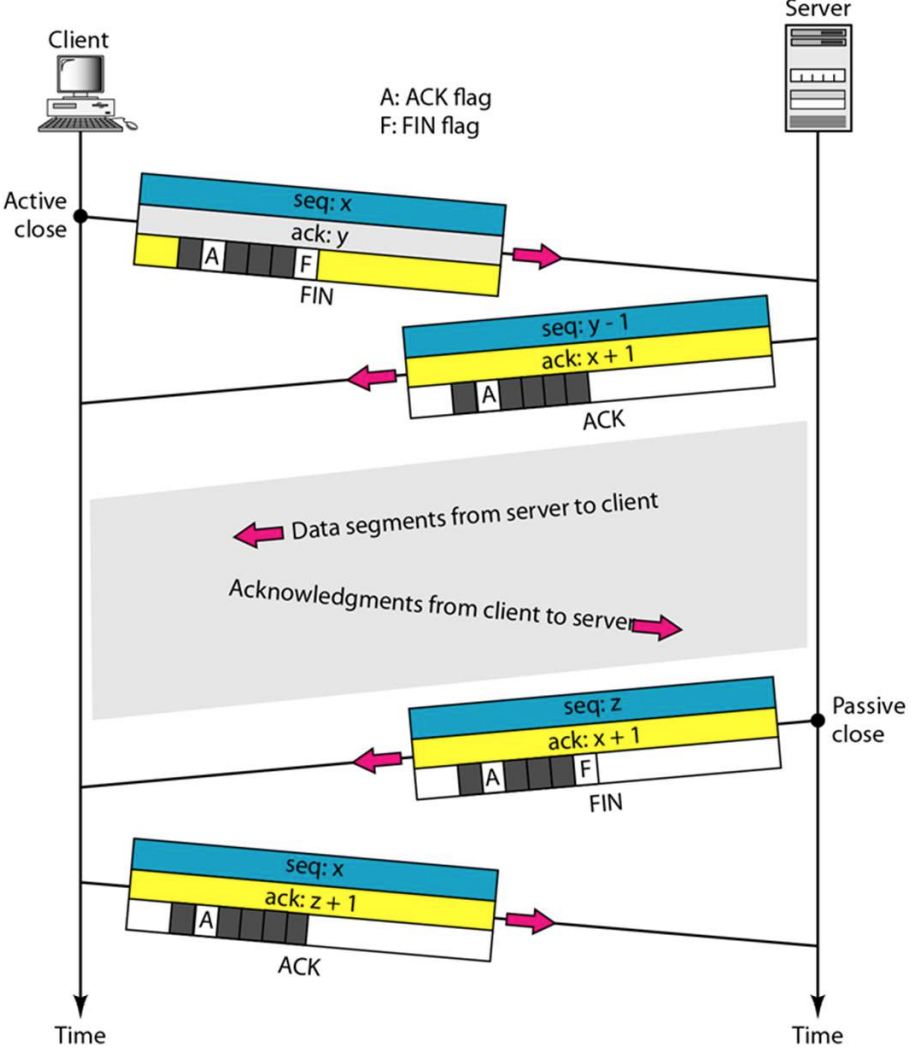 Server
Client
A: ACK flag
F: FIN flag
Active
close
seq: x
ack: y
A
F
FIN
seq: y - 1
ack: x + 1
A
ACK
Data segments from server to client
Acknowledgments from client to server
Passive
close
seq: z
ack: x + 1
A
F
FIN
seq: x
ack: z + 1
A
ACK
Time
Time